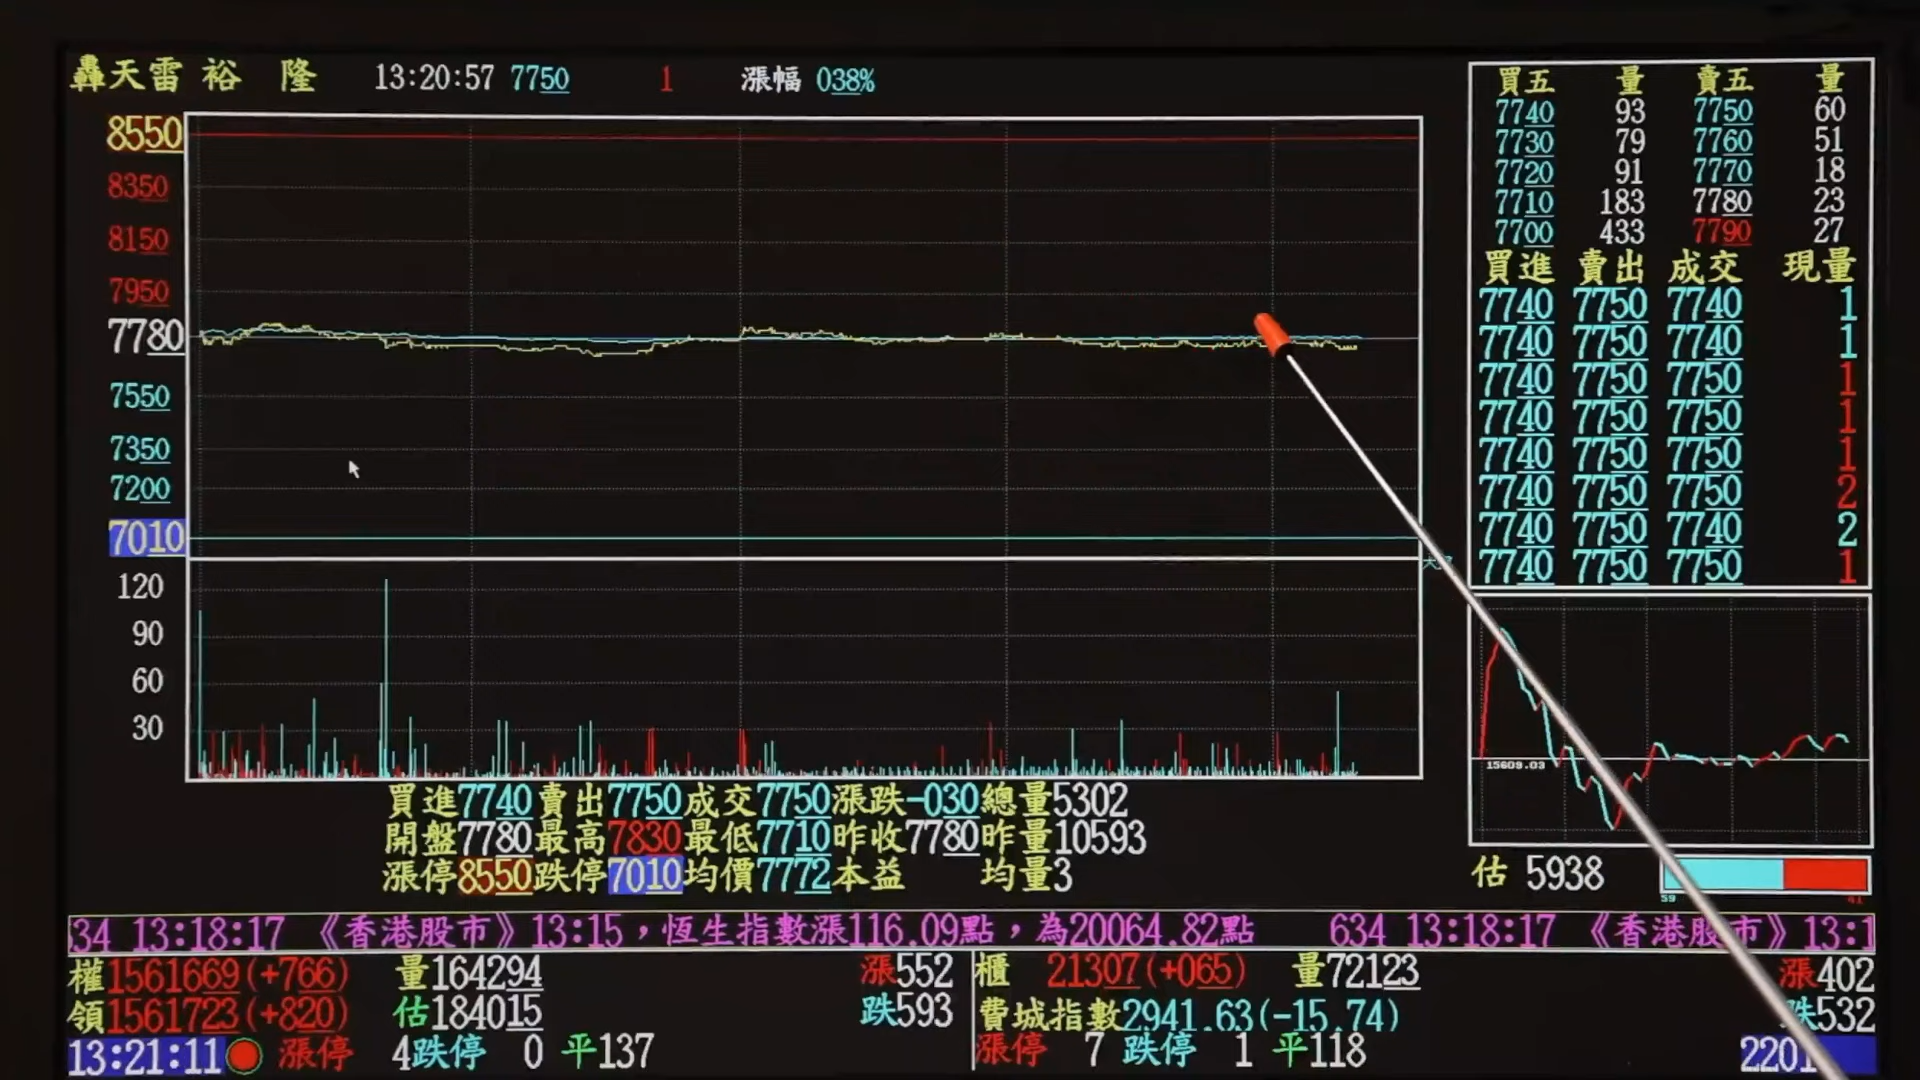 轟天雷 裕 隆 13:20:57 7750 1 漲幅 038%
8550
8350
8150
7950
7780
7550
7350
7200
7010
120
90
60
30
買五 量 賣五 量
7740 93 7750 60
7730 79 7760 51
7720 91 7770 18
7710 183 7780 23
7700 433 7790 27
買進 賣出 成交 現量
7740 7750 7740 1
7740 7750 7740 1
7740 7750 7750 1
7740 7750 7750 1
7740 7750 7750 1
7740 7750 7750 2
7740 7750 7740 2
7740 7750 7750 1
15609.03
估 5938
59 41
買進7740賣出7750成交7750漲跌-030總量5302
開盤7780最高7830最低7710昨收7780昨量10593
漲停8550跌停7010均價7772本益 均量3
34 13:18:17 《香港股市》13:15，恆生指數漲116.09點，為20064.82點 634 13:18:17 《香港股市》13:1
權1561669(+766) 量164294 漲552
領1561723(+820) 估184015 跌593
13:21:11 漲停 4跌停 0 平137
櫃 21307(+065) 量72123 漲402
費城指數2941.63(-15.74) 跌532
漲停 7 跌停 1 平118 2201